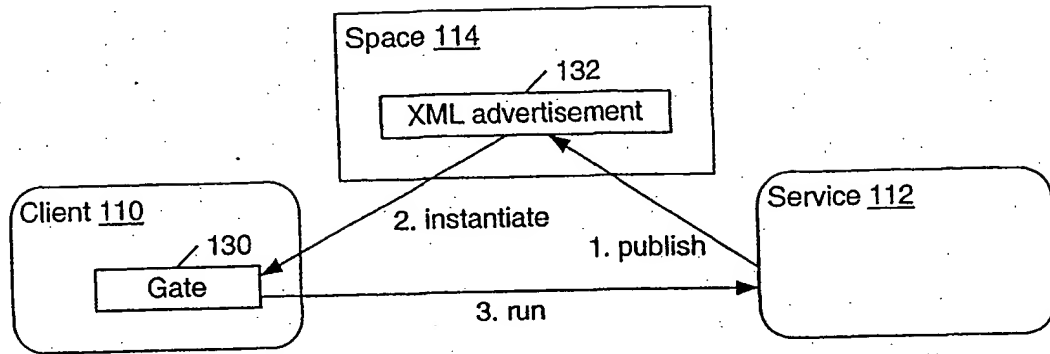 Space 114
132
XML advertisement
Client 110
130
Gate
2. instantiate
1. publish
Service 112
3. run